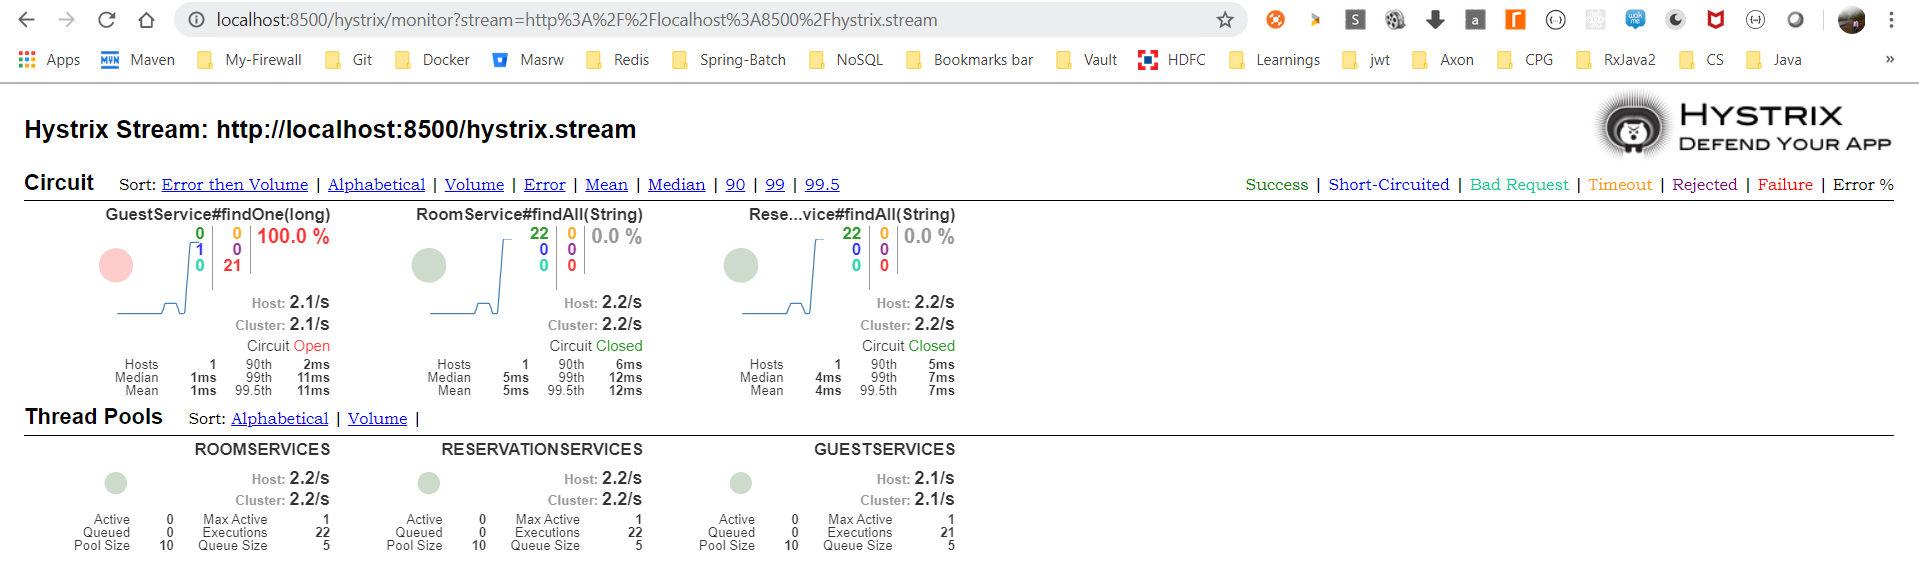 localhost:8500/hystrix/monitor?stream=http%3A%2F%2Flocalhost%3A8500%2Fhystrix.stream
Apps Maven My-Firewall Git Docker Masrw Redis Spring-Batch NoSQL Bookmarks bar Vault HDFC Learnings jwt Axon CPG RxJava2 CS Java »
Hystrix Stream: http://localhost:8500/hystrix.stream
HYSTRIX
DEFEND YOUR APP
Circuit Sort: Error then Volume | Alphabetical | Volume | Error | Mean | Median | 90 | 99 | 99.5 Success | Short-Circuited | Bad Request | Timeout | Rejected | Failure | Error %
GuestService#findOne(long) RoomService#findAll(String) Rese...vice#findAll(String)
0 0 100.0 % 22 0 0.0 % 22 0 0.0 %
1 0 0 0 0 0
0 21 0 0 0 0
Host: 2.1/s Host: 2.2/s Host: 2.2/s
Cluster: 2.1/s Cluster: 2.2/s Cluster: 2.2/s
Circuit Open Circuit Closed Circuit Closed
Hosts 1 90th 2ms Hosts 1 90th 6ms Hosts 1 90th 5ms
Median 1ms 99th 11ms Median 5ms 99th 12ms Median 4ms 99th 7ms
Mean 1ms 99.5th 11ms Mean 5ms 99.5th 12ms Mean 4ms 99.5th 7ms
Thread Pools Sort: Alphabetical | Volume |
ROOMSERVICES RESERVATIONSERVICES GUESTSERVICES
Host: 2.2/s Host: 2.2/s Host: 2.1/s
Cluster: 2.2/s Cluster: 2.2/s Cluster: 2.1/s
Active 0 Max Active 1 Active 0 Max Active 1 Active 0 Max Active 1
Queued 0 Executions 22 Queued 0 Executions 22 Queued 0 Executions 21
Pool Size 10 Queue Size 5 Pool Size 10 Queue Size 5 Pool Size 10 Queue Size 5